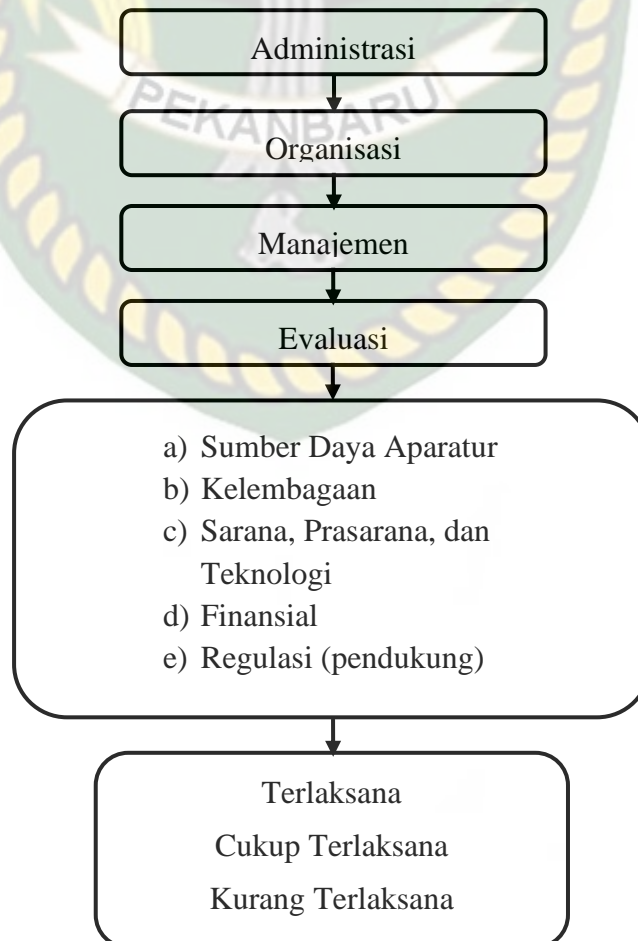 Administrasi
PEKANBARU
Organisasi
Manajemen
Evaluasi
a) Sumber Daya Aparatur
b) Kelembagaan
c) Sarana, Prasarana, dan
Teknologi
d) Finansial
e) Regulasi (pendukung)
Terlaksana
Cukup Terlaksana
Kurang Terlaksana